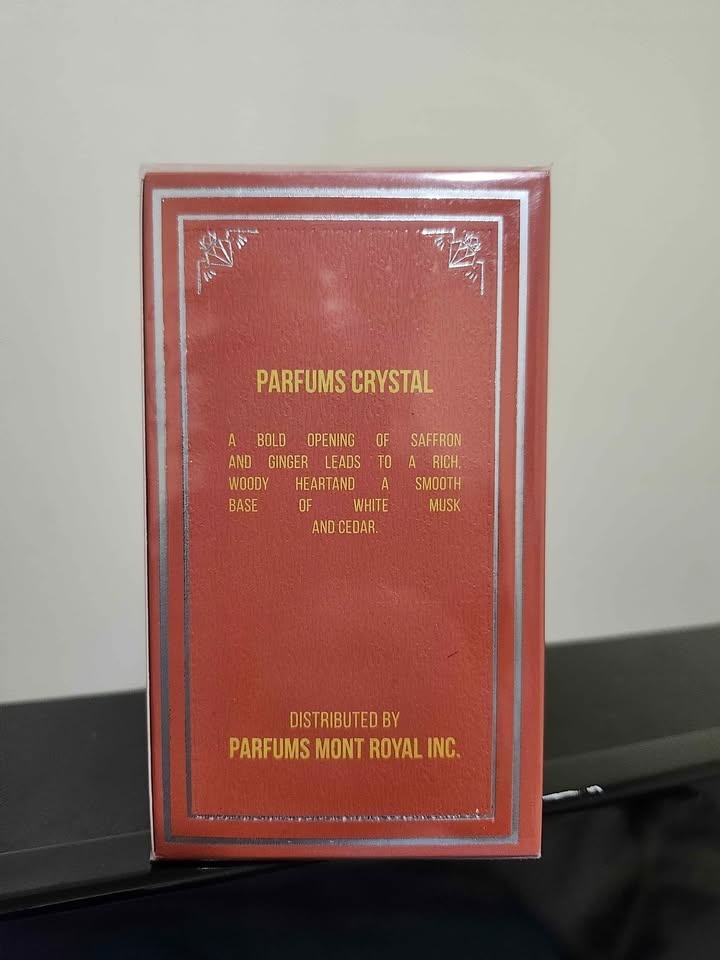 PARFUMS CRYSTAL
A BOLD OPENING OF SAFFRON
AND GINGER LEADS TO A RICH,
WOODY HEARTAND A SMOOTH
BASE OF WHITE MUSK
AND CEDAR.
DISTRIBUTED BY
PARFUMS MONT ROYAL INC.